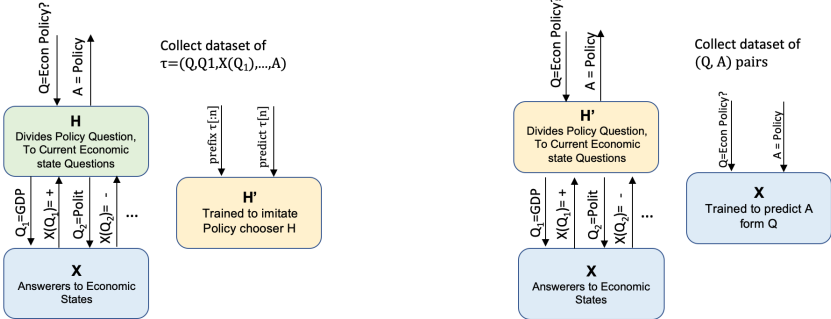 Q=Econ Policy?
A = Policy
Collect dataset of
τ=(Q,Q1,X(Q₁),...,A)
H
Divides Policy Question,
To Current Economic
state Questions
prefix τ[:n]
predict τ[n]
Q₁=GDP
X(Q₁)= +
Q₂=Polit
X(Q₂)= -
...
H'
Trained to imitate
Policy chooser H
X
Answerers to Economic
States
Q=Econ Policy?
A = Policy
Collect dataset of
(Q, A) pairs
H'
Divides Policy Question,
To Current Economic
state Questions
Q=Econ Policy?
A = Policy
Q₁=GDP
X(Q₁)= +
Q₂=Polit
X(Q₂)= -
...
X
Trained to predict A
form Q
X
Answerers to Economic
States